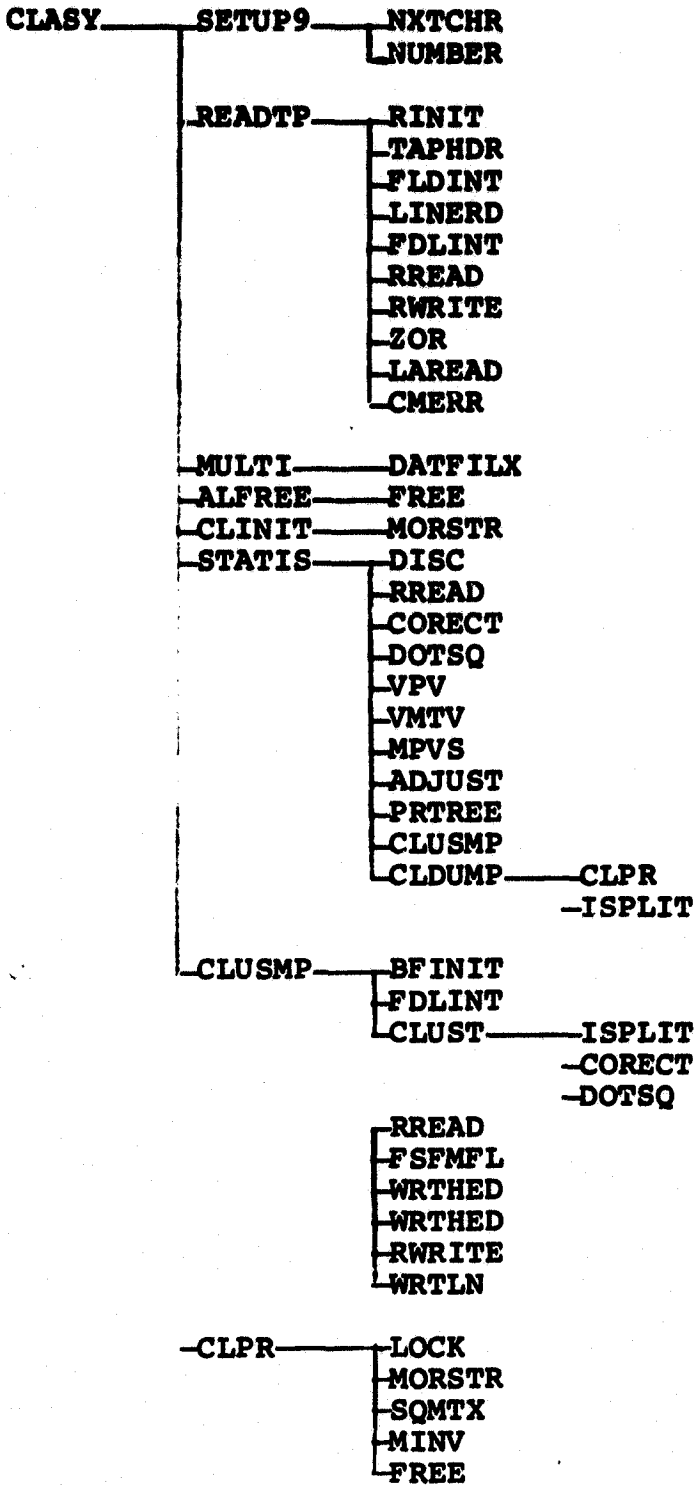 CLASY SETUP9 NXTCHR
NUMBER
READTP RINIT
TAPHDR
FLDINT
LINERD
FDLINT
RREAD
RWRITE
ZOR
LAREAD
CMERR
MULTI DATFILX
ALFREE FREE
CLINIT MORSTR
STATIS DISC
RREAD
CORECT
DOTSQ
VPV
VMTV
MPVS
ADJUST
PRTREE
CLUSMP
CLDUMP CLPR
ISPLIT
CLUSMP BFINIT
FDLINT
CLUST ISPLIT
CORECT
DOTSQ
RREAD
FSFMFL
WRTHED
WRTHED
RWRITE
WRTLN
CLPR LOCK
MORSTR
SQMTX
MINV
FREE